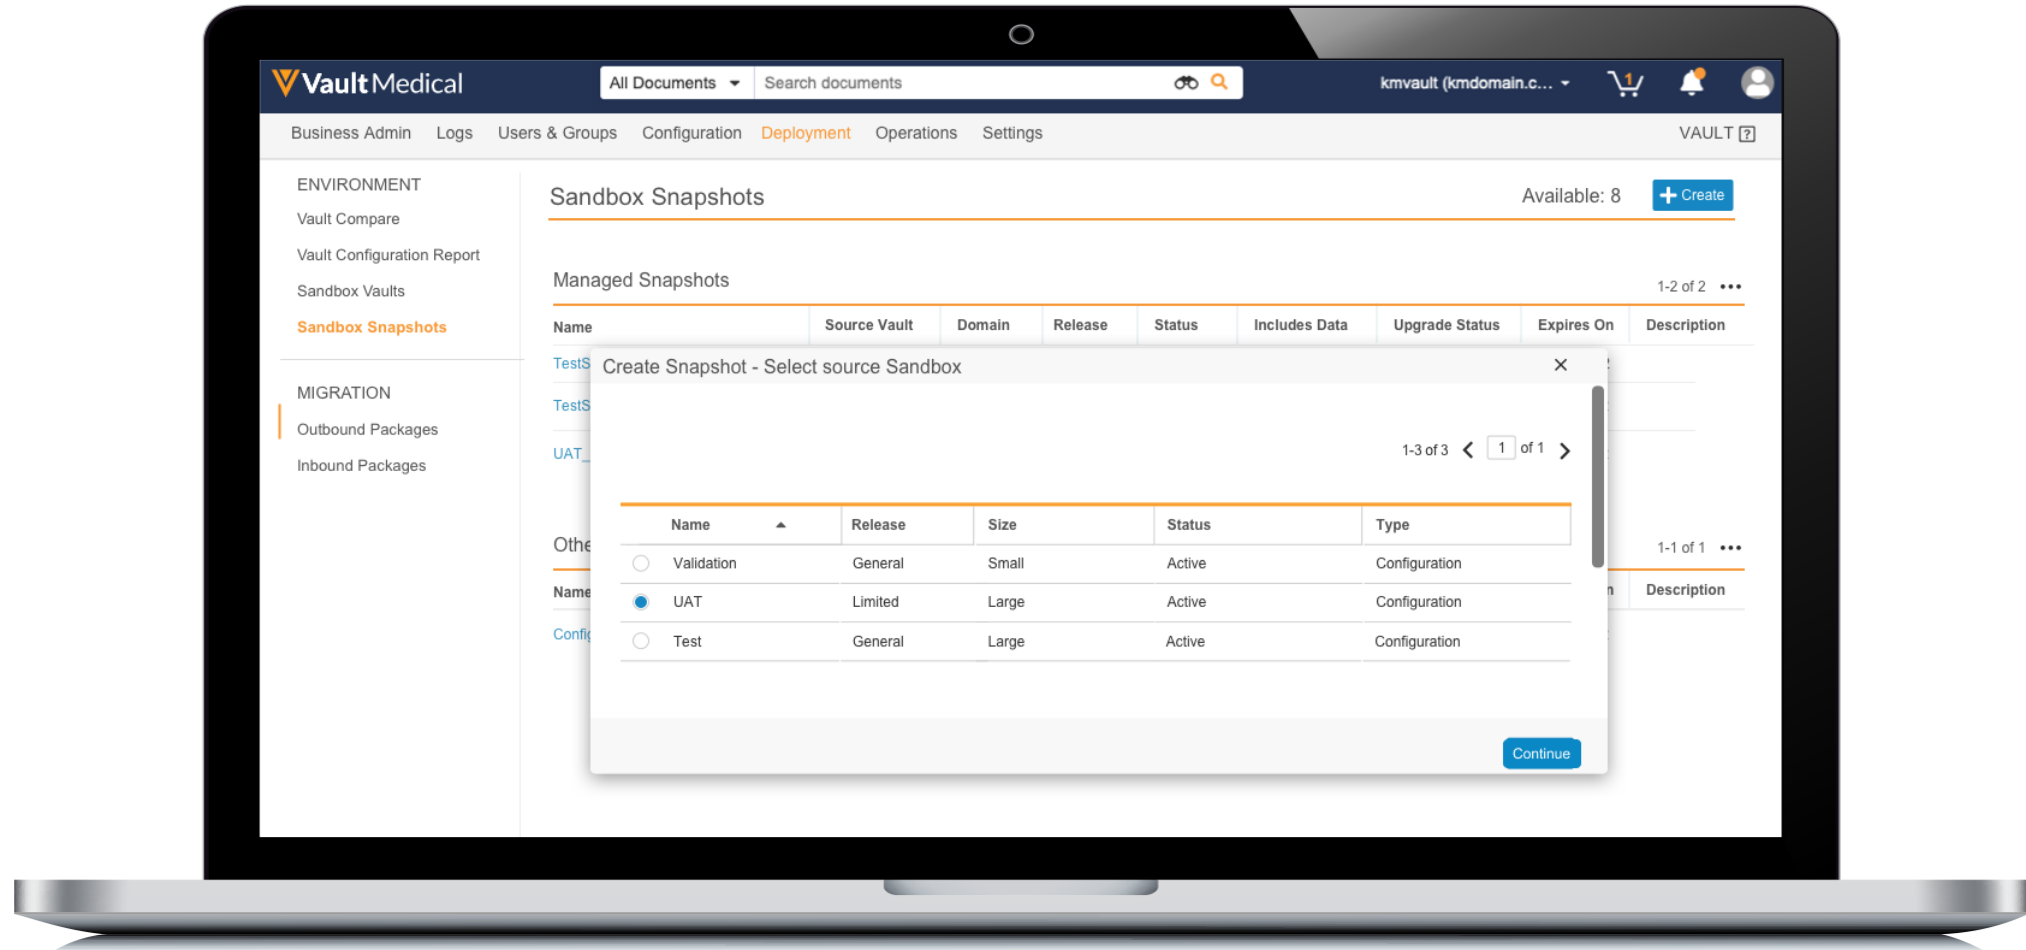 Vault Medical All Documents Search documents kmvault (kmdomain.c... 1
Business Admin Logs Users & Groups Configuration Deployment Operations Settings VAULT ?
ENVIRONMENT
Vault Compare
Vault Configuration Report
Sandbox Vaults
Sandbox Snapshots
MIGRATION
Outbound Packages
Inbound Packages
Sandbox Snapshots Available: 8 Create
Managed Snapshots 1-2 of 2
Name Source Vault Domain Release Status Includes Data Upgrade Status Expires On Description
TestS
TestS
UAT_
Othe 1-1 of 1
Name n Description
Config
Create Snapshot - Select source Sandbox
1-3 of 3 1 of 1
Name Release Size Status Type
Validation General Small Active Configuration
UAT Limited Large Active Configuration
Test General Large Active Configuration
Continue